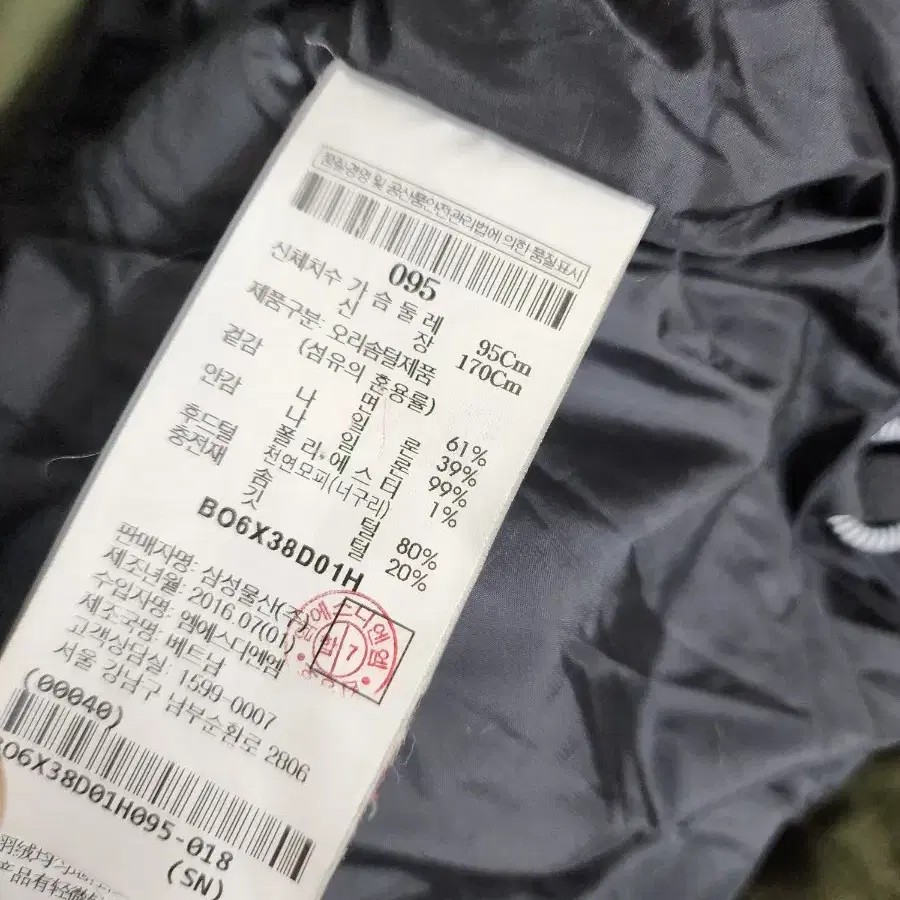 품질경영 및 공산품안전관리법에 의한 품질표시
095
신체치수 가슴둘레 95Cm
신장 170Cm
제품구분: 오리솜털제품
(섬유의 혼용률)
겉감 면 61%
나일론 39%
안감 나일론
폴리에스터 99%
후드털 천연모피(너구리) 1%
충전재 솜털 80%
깃털 20%
BO6X38D01H
판매자명: 삼성물산(주)
제조년월: 2016.07(01)
수입자명: 엠에스디앤엠
제조국명: 베트남
고객상담실: 1599-0007
서울 강남구 남부순환로 2806
(00040)
BO6X38D01H095-018
(SN)